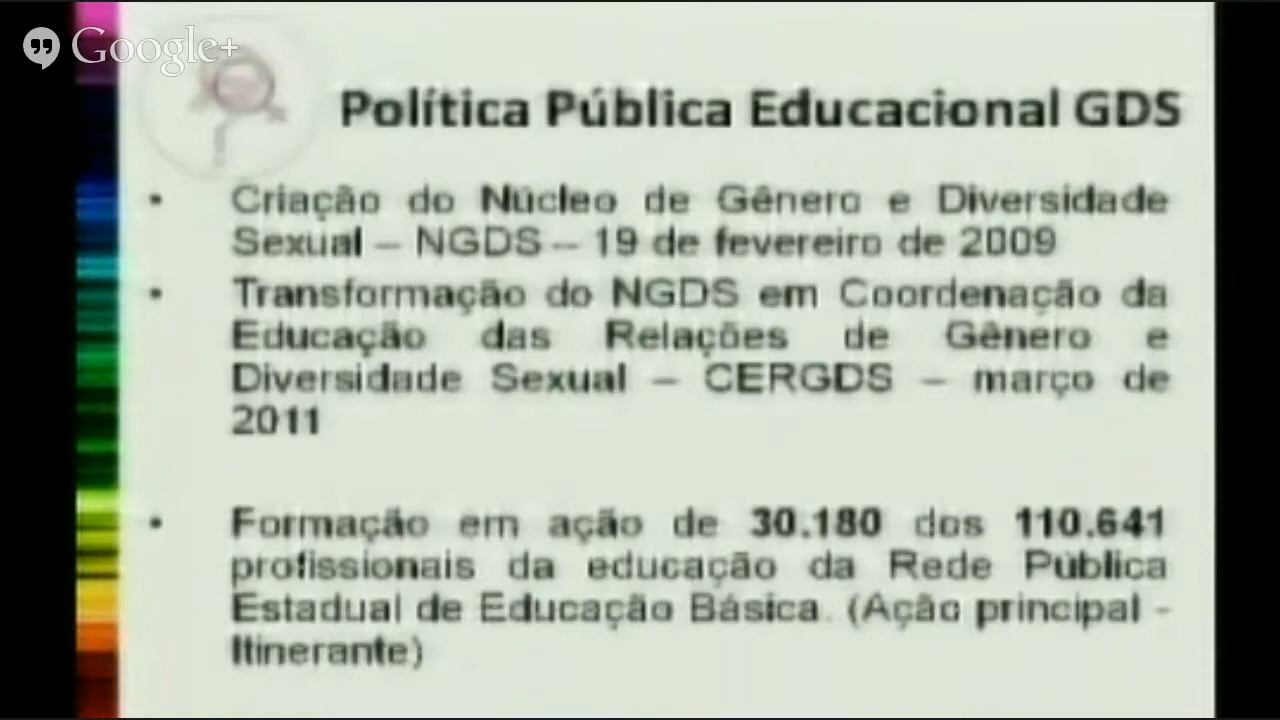 Google+
Política Pública Educacional GDS
• Criação do Núcleo de Gênero e Diversidade
Sexual – NGDS – 19 de fevereiro de 2009
• Transformação do NGDS em Coordenação da
Educação das Relações de Gênero e
Diversidade Sexual – CERGDS – março de
2011
• Formação em ação de 30.180 dos 110.641
profissionais da educação da Rede Pública
Estadual de Educação Básica. (Ação principal -
Itinerante)